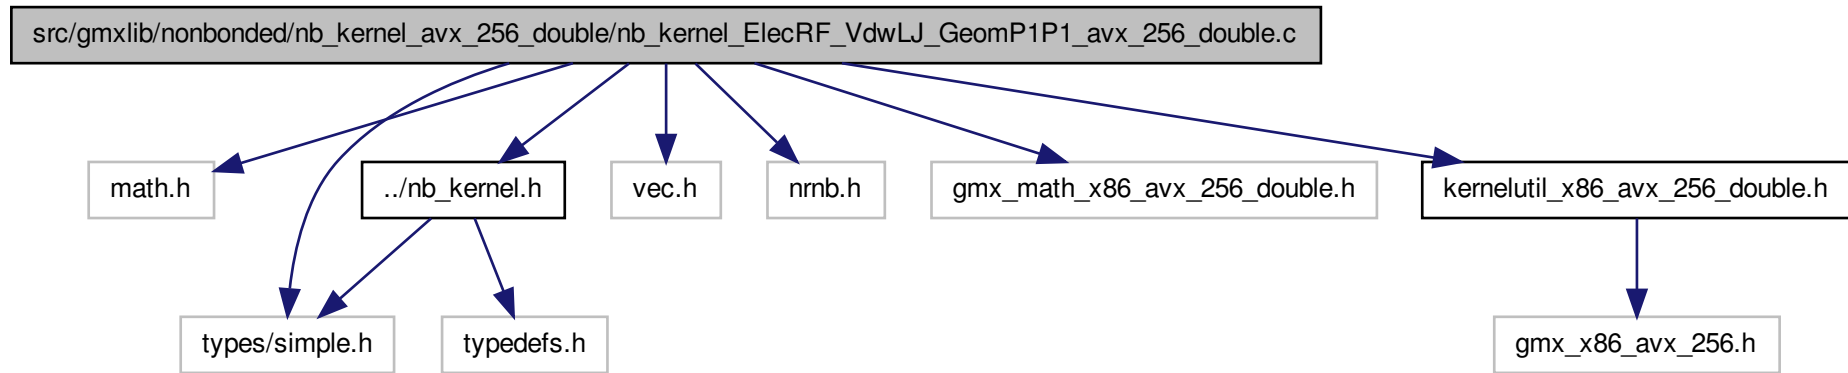 src/gmxlib/nonbonded/nb_kernel_avx_256_double/nb_kernel_ElecRF_VdwLJ_GeomP1P1_avx_256_double.c
math.h
../nb_kernel.h
vec.h
nrnb.h
gmx_math_x86_avx_256_double.h
kernelutil_x86_avx_256_double.h
types/simple.h
typedefs.h
gmx_x86_avx_256.h